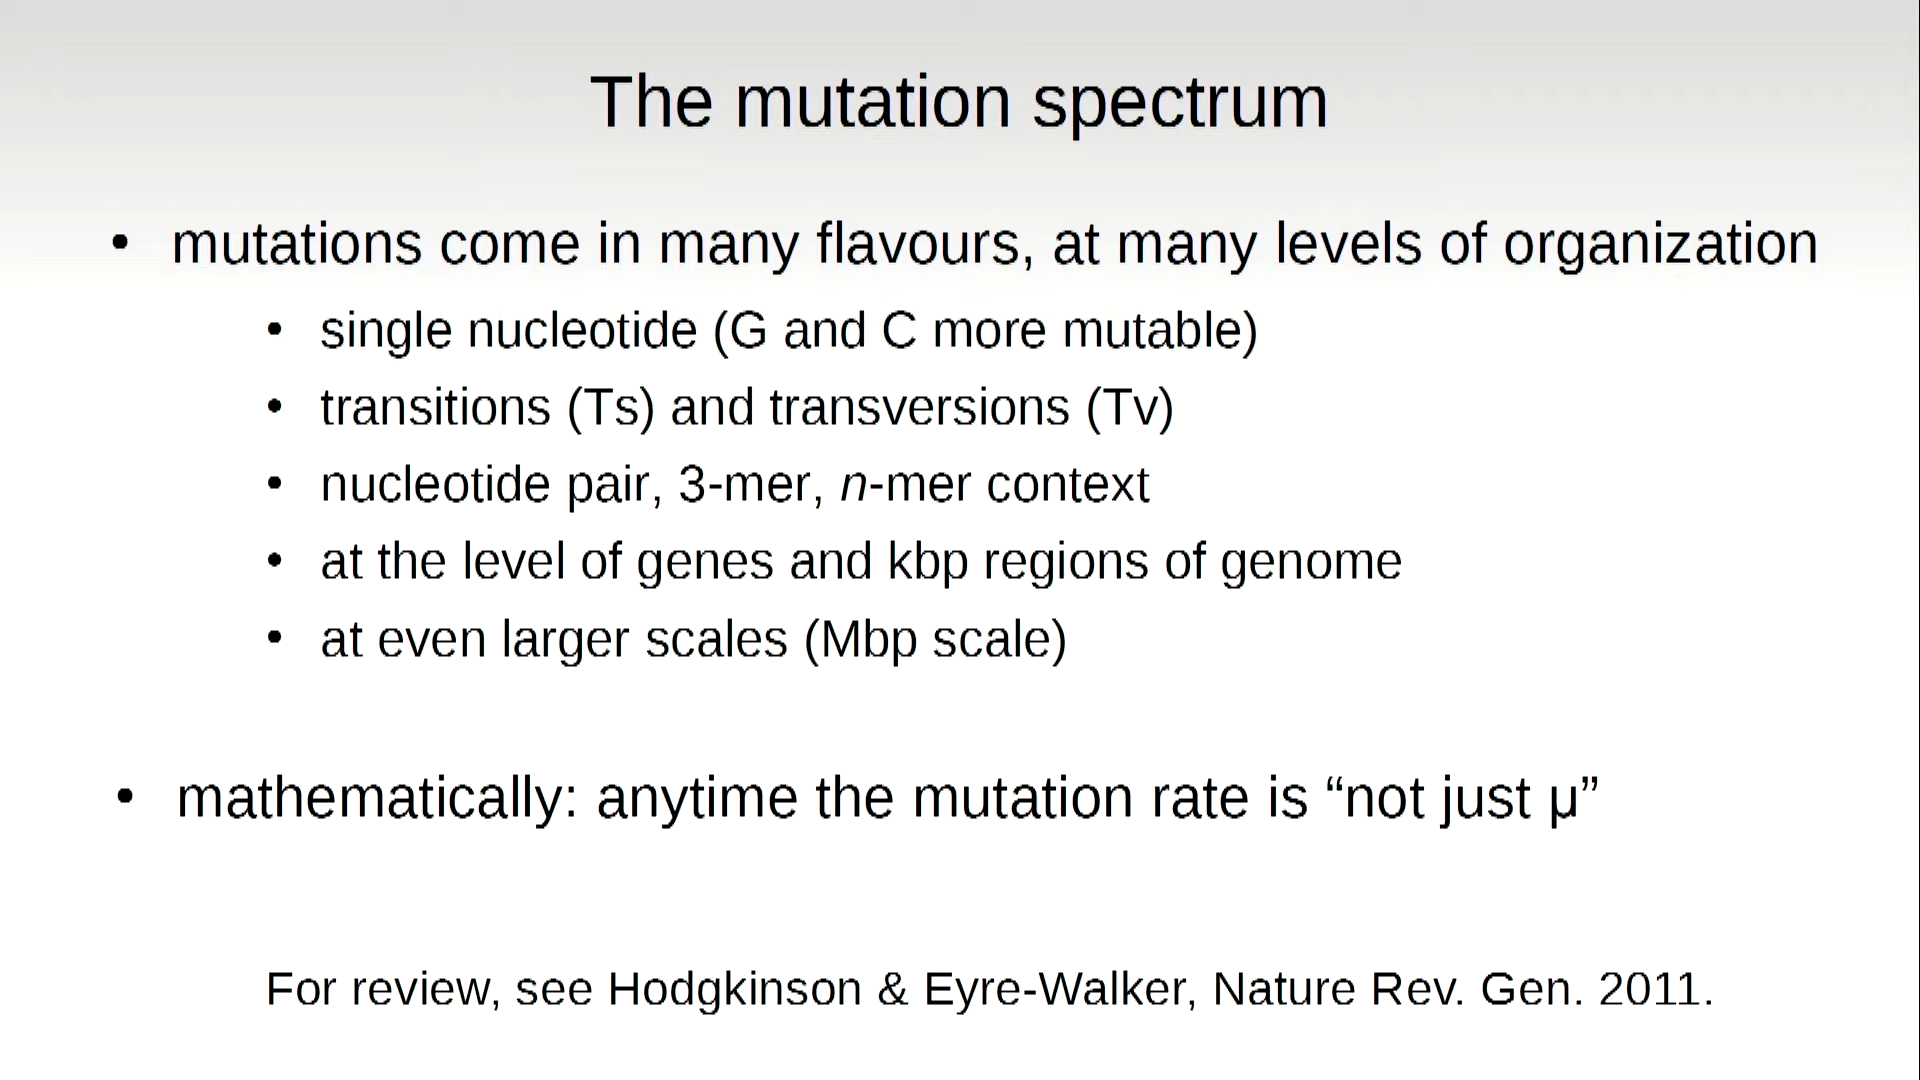 The mutation spectrum
• mutations come in many flavours, at many levels of organization
• single nucleotide (G and C more mutable)
• transitions (Ts) and transversions (Tv)
• nucleotide pair, 3-mer, n-mer context
• at the level of genes and kbp regions of genome
• at even larger scales (Mbp scale)
• mathematically: anytime the mutation rate is “not just μ”
For review, see Hodgkinson & Eyre-Walker, Nature Rev. Gen. 2011.